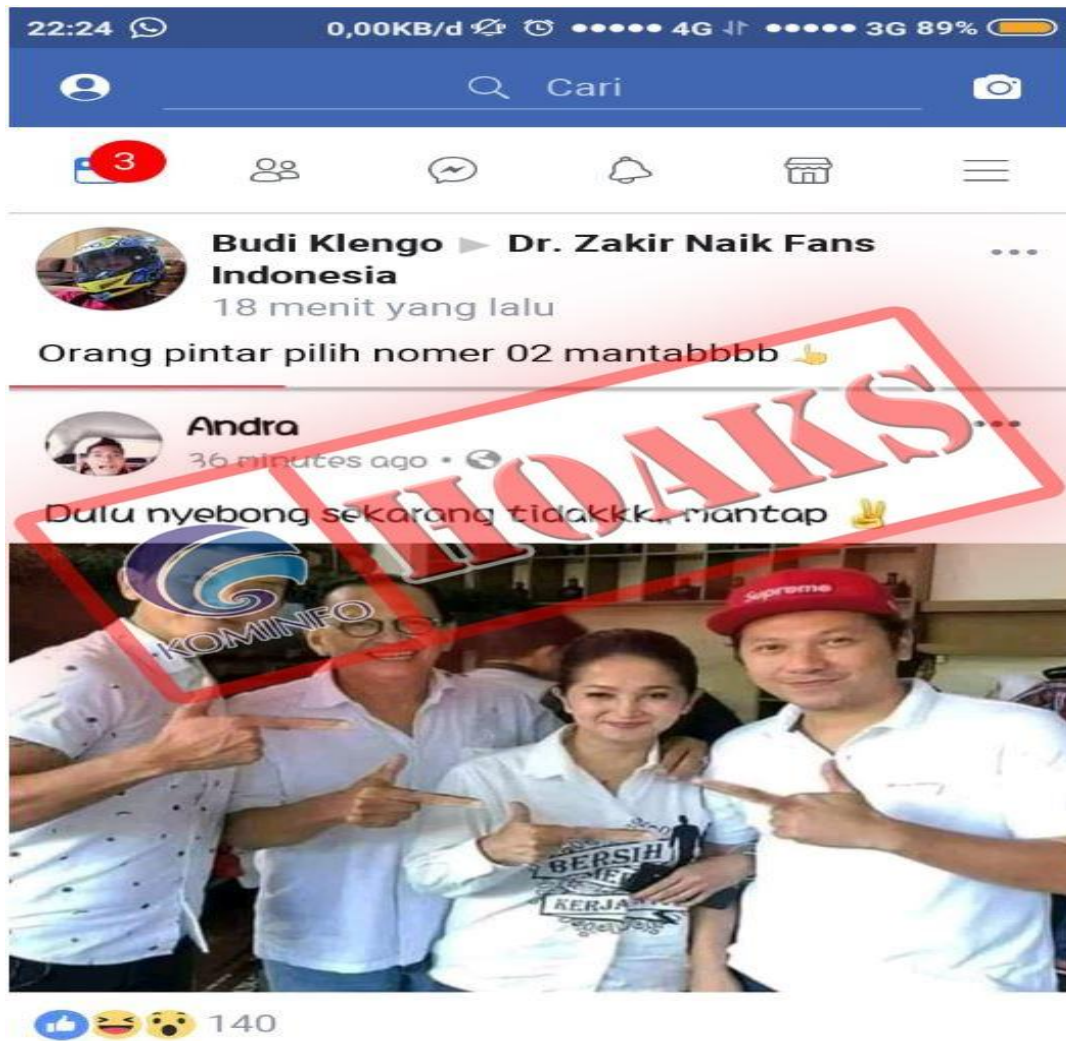 22:24 0,00KB/d 4G 3G 89%
Cari
3
Budi Klengo ► Dr. Zakir Naik Fans
Indonesia
18 menit yang lalu
Orang pintar pilih nomer 02 mantabbbb 👍
Andra
36 minutes ago •
Dulu nyebong sekarang tidakkk.. mantap ✌
HOAKS
KOMINFO
Supreme
BERSIH
KERJA
140